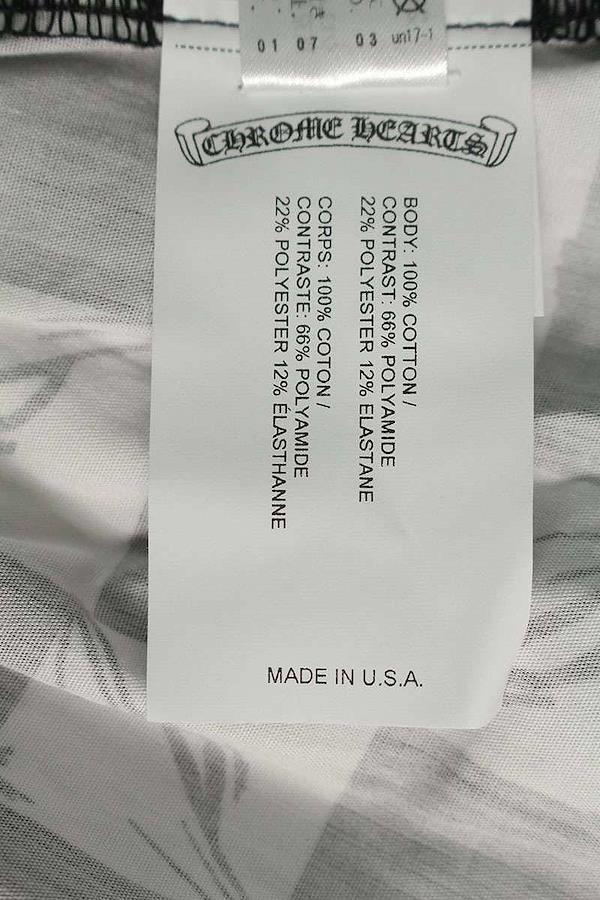 01 07 03 un17-1
CHROME HEARTS
BODY: 100% COTTON /
CONTRAST: 66% POLYAMIDE
22% POLYESTER 12% ELASTANE
CORPS: 100% COTON /
CONTRASTE: 66% POLYAMIDE
22% POLYESTER 12% ÉLASTHANNE
MADE IN U.S.A.